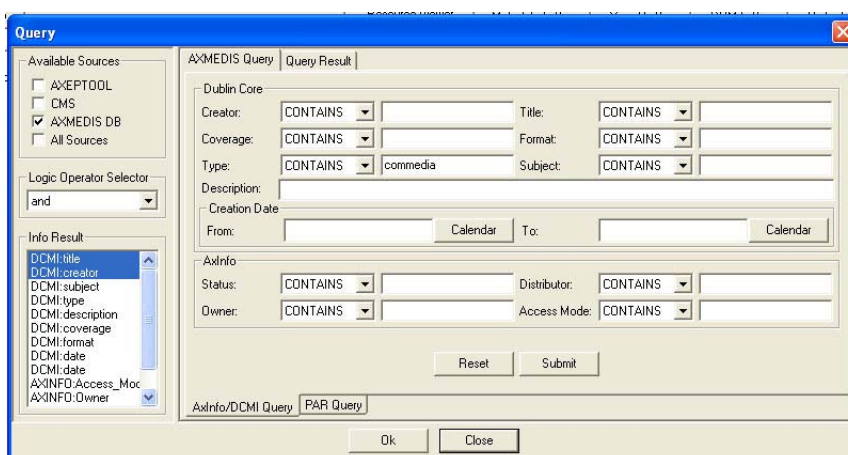 Query
Available Sources
AXEPTOOL
CMS
AXMEDIS DB
All Sources
Logic Operator Selector
and
Info Result
DCMI:title
DCMI:creator
DCMI:subject
DCMI:type
DCMI:description
DCMI:coverage
DCMI:format
DCMI:date
DCMI:date
AXINFO:Access_Moc
AXINFO:Owner
AXMEDIS Query Query Result
Dublin Core
Creator: CONTAINS Title: CONTAINS
Coverage: CONTAINS Format: CONTAINS
Type: CONTAINS commedia Subject: CONTAINS
Description:
Creation Date
From: Calendar To: Calendar
AxInfo
Status: CONTAINS Distributor: CONTAINS
Owner: CONTAINS Access Mode: CONTAINS
Reset Submit
AxInfo/DCMI Query PAR Query
Ok Close